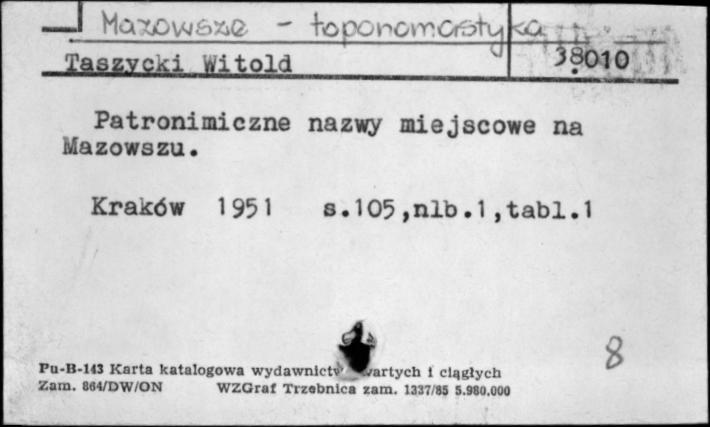 Mazowsze - toponomastyka
Taszycki Witold 38010
Patronimiczne nazwy miejscowe na
Mazowszu.
Kraków 1951 s.105,nlb.1,tabl.1
8
Pu-B-143 Karta katalogowa wydawnictw i ciągłych
Zam. 864/DW/ON WZGraf Trzebnica zam. 1337/85 5.980.000